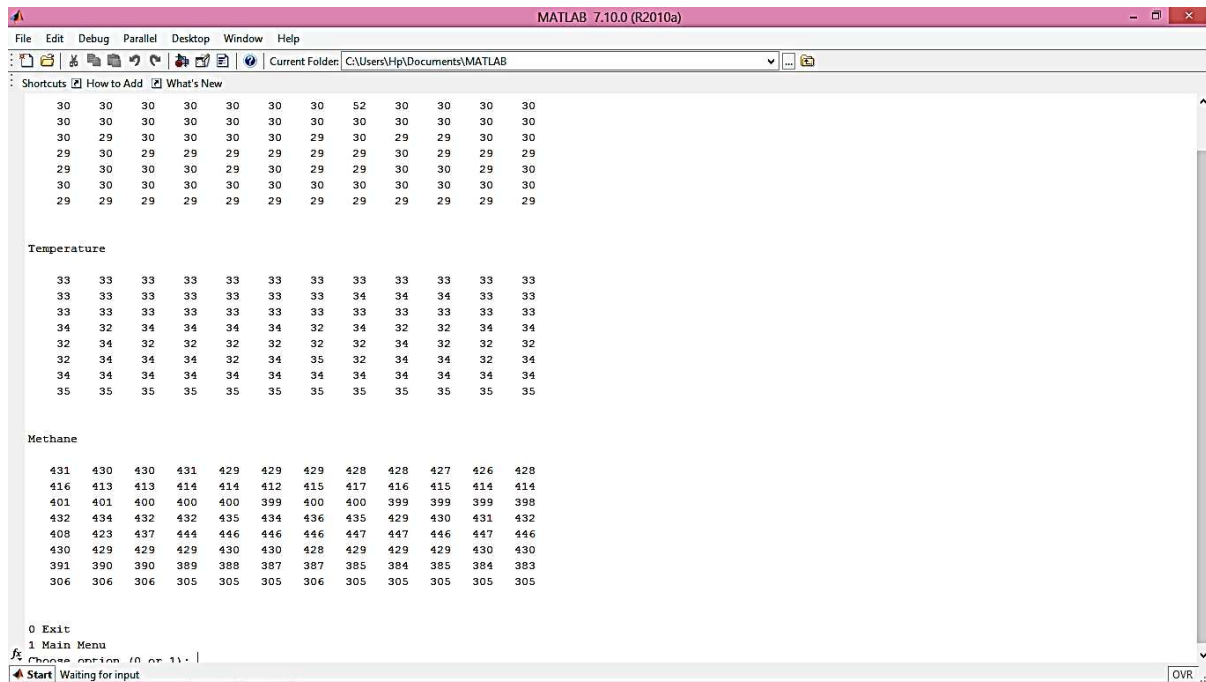 MATLAB 7.10.0 (R2010a)
File Edit Debug Parallel Desktop Window Help
Current Folder: C:\Users\Hp\Documents\MATLAB
Shortcuts How to Add What's New
30 30 30 30 30 30 30 52 30 30 30 30
30 30 30 30 30 30 30 30 30 30 30 30
30 29 30 30 30 30 29 30 29 29 30 30
29 30 29 29 29 29 29 29 30 29 29 29
29 30 30 30 29 30 29 29 30 30 29 30
30 30 30 30 30 30 30 30 30 30 30 30
29 29 29 29 29 29 29 29 29 29 29 29
Temperature
33 33 33 33 33 33 33 33 33 33 33 33
33 33 33 33 33 33 33 34 34 34 33 33
33 33 33 33 33 33 33 33 33 33 33 33
34 32 34 34 34 34 32 34 32 32 34 34
32 34 32 32 32 32 32 32 34 32 32 32
32 34 34 34 32 34 35 32 34 34 32 34
34 34 34 34 34 34 34 34 34 34 34 34
35 35 35 35 35 35 35 35 35 35 35 35
Methane
431 430 430 431 429 429 429 428 428 427 426 428
416 413 413 414 414 412 415 417 416 415 414 414
401 401 400 400 400 399 400 400 399 399 399 398
432 434 432 432 435 434 436 435 429 430 431 432
408 423 437 444 446 446 446 447 447 446 447 446
430 429 429 429 430 430 428 429 429 429 430 430
391 390 390 389 388 387 387 385 384 385 384 383
306 306 306 305 305 305 306 305 305 305 305 305
0 Exit
1 Main Menu
fx Choose option (0 or 1):
Start Waiting for input OVR